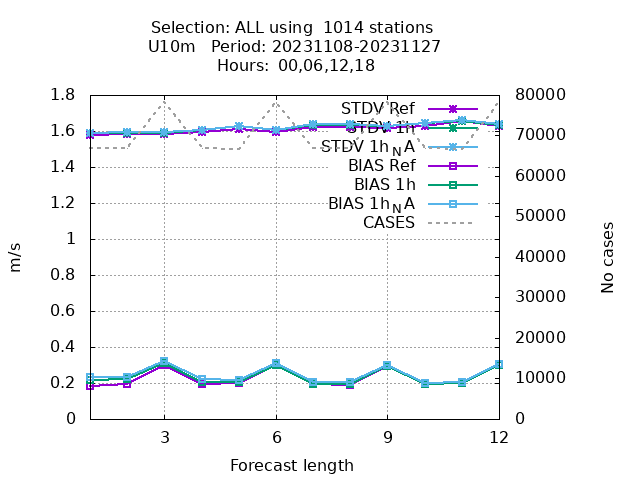 Selection: ALL using  1014 stations
U10m   Period: 20231108-20231127
Hours:  00,06,12,18
1.8
1.6
1.4
1.2
1
0.8
0.6
0.4
0.2
0
m/s
STDV Ref
STDV 1h
STDV 1hNA
BIAS Ref
BIAS 1h
BIAS 1hNA
CASES
80000
70000
60000
50000
40000
30000
20000
10000
0
No cases
3 6 9 12
Forecast length